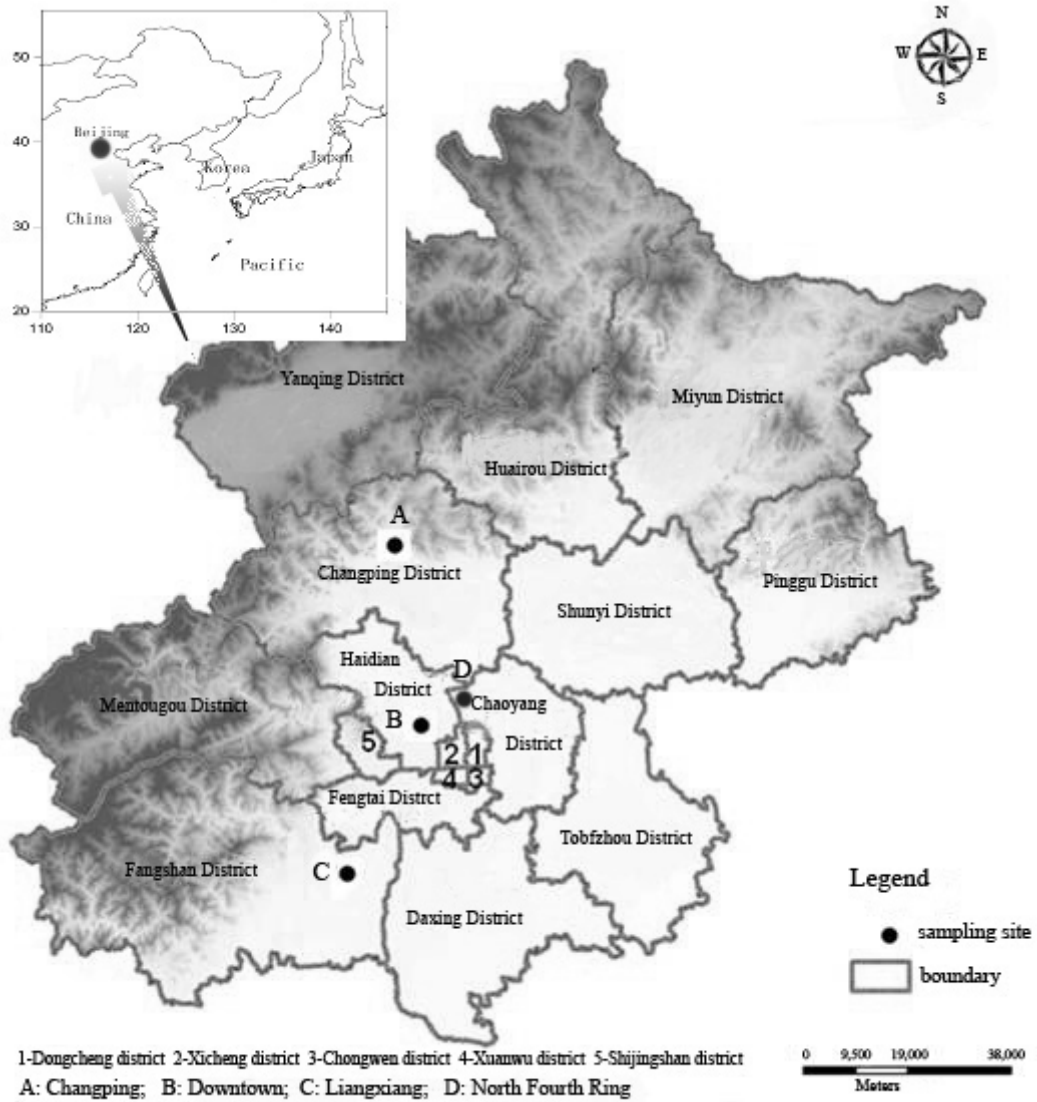 N
W E
S
50
40
30
20
110 120 130 140
Beijing
Korea
Japan
China
Pacific
Yanqing District
Miyun District
Huairou District
A
Changping District
Pinggu District
Shunyi District
Haidian
District
D
Chaoyang
District
Mentougou District
B
5
2 1
4 3
Fengtai Distrct
Tobfzhou District
Fangshan District
C
Daxing District
Legend
sampling site
boundary
1-Dongcheng district 2-Xicheng district 3-Chongwen district 4-Xuanwu district 5-Shijingshan district
A: Changping; B: Downtown; C: Liangxiang; D: North Fourth Ring
0 9,500 19,000 38,000
Meters